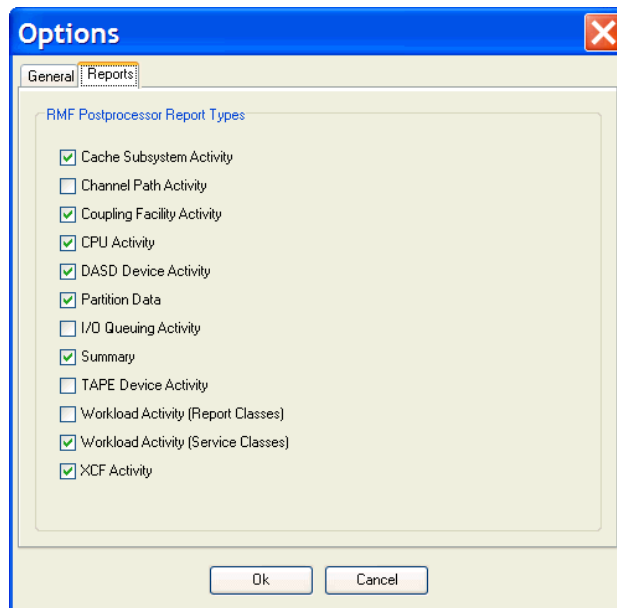 Options
General Reports
RMF Postprocessor Report Types
Cache Subsystem Activity
Channel Path Activity
Coupling Facility Activity
CPU Activity
DASD Device Activity
Partition Data
I/O Queuing Activity
Summary
TAPE Device Activity
Workload Activity (Report Classes)
Workload Activity (Service Classes)
XCF Activity
Ok Cancel